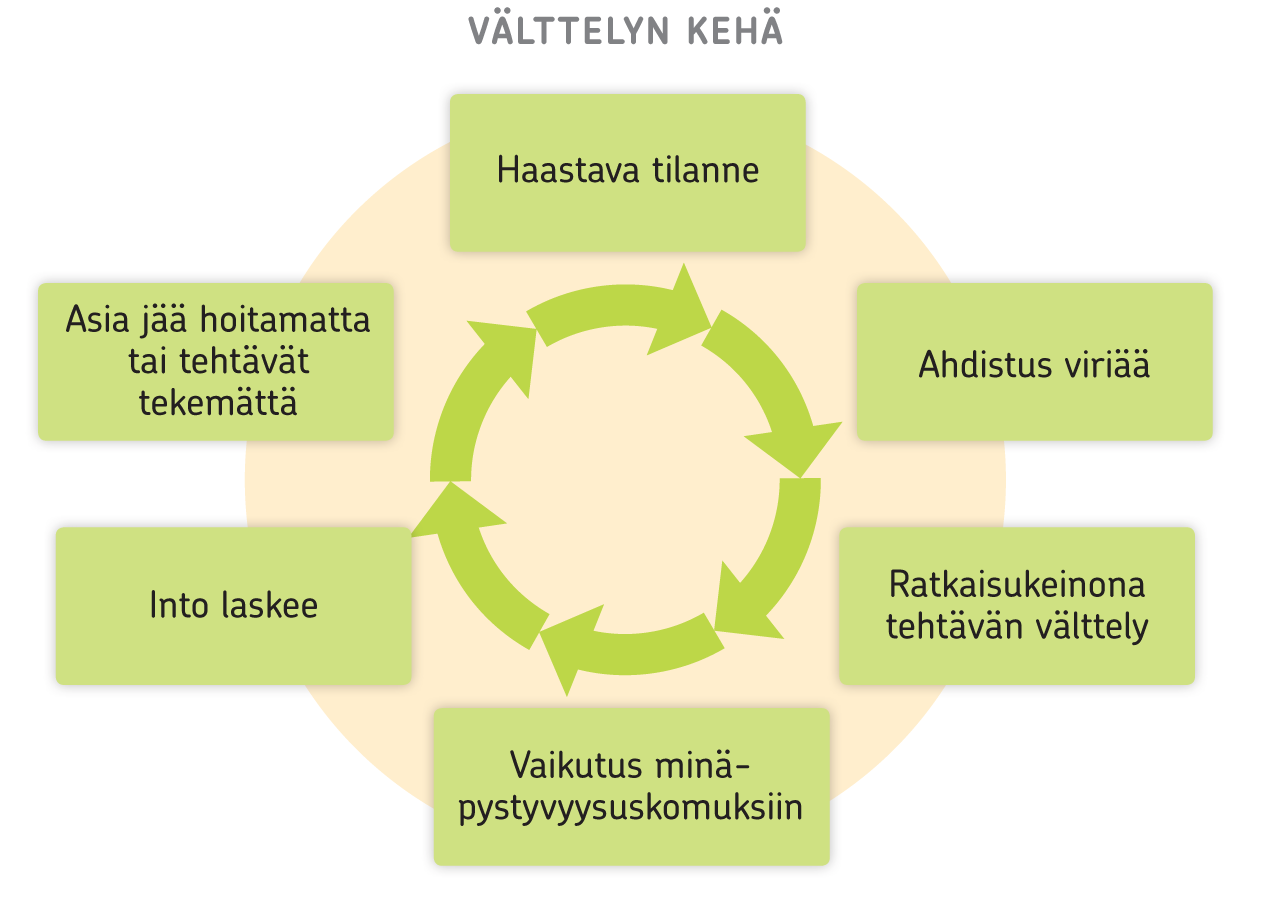 VÄLTTELYN KEHÄ
Haastava tilanne
Ahdistus viriää
Ratkaisukeinona
tehtävän välttely
Vaikutus minä-
pystyvyysuskomuksiin
Into laskee
Asia jää hoitamatta
tai tehtävät
tekemättä